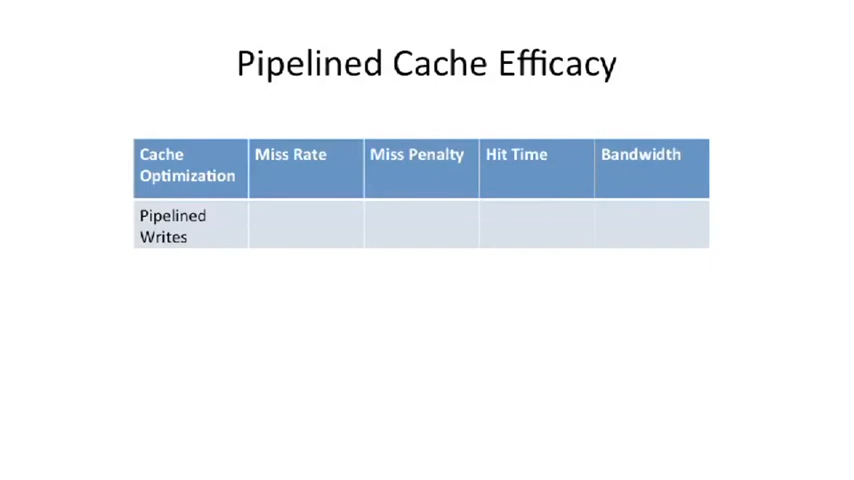 Pipelined Cache Efficacy
Cache Miss Rate Miss Penalty Hit Time Bandwidth
Optimization
Pipelined
Writes